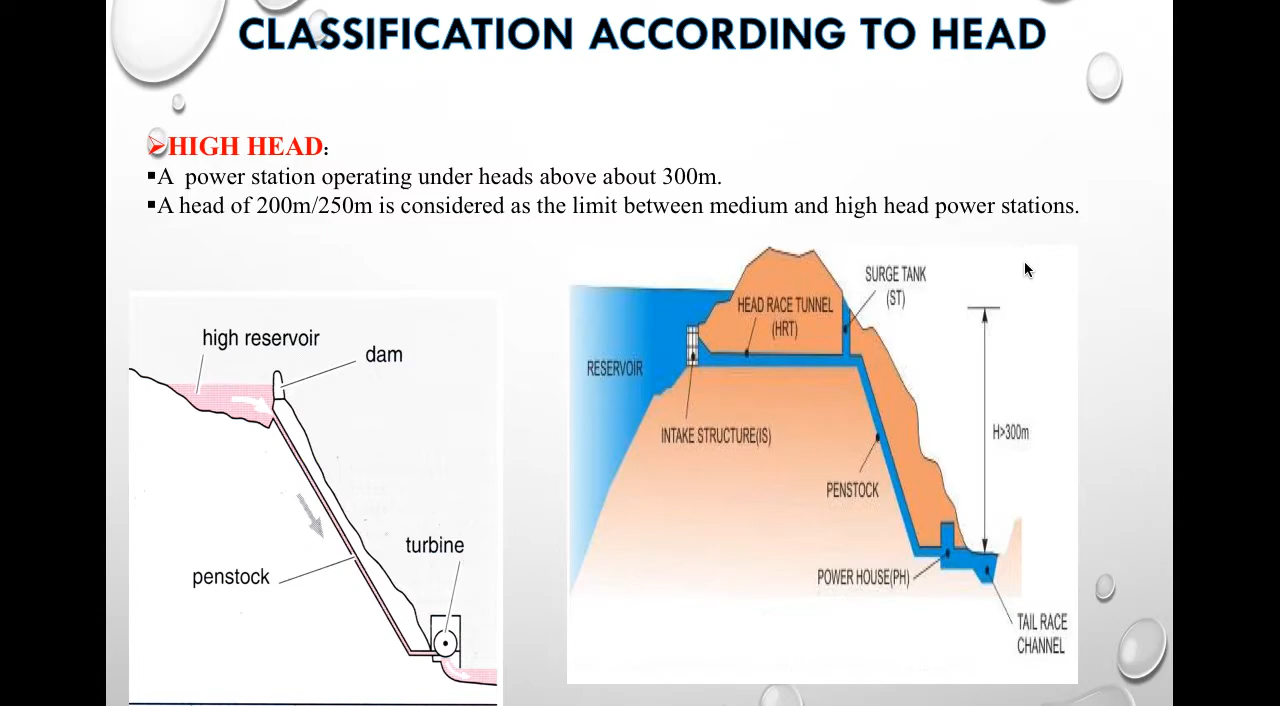 CLASSIFICATION ACCORDING TO HEAD
➢HIGH HEAD:
▪A power station operating under heads above about 300m.
▪A head of 200m/250m is considered as the limit between medium and high head power stations.
high reservoir
dam
turbine
penstock
SURGE TANK
(ST)
HEAD RACE TUNNEL
(HRT)
RESERVOIR
INTAKE STRUCTURE(IS)
H>300m
PENSTOCK
POWER HOUSE(PH)
TAIL RACE
CHANNEL